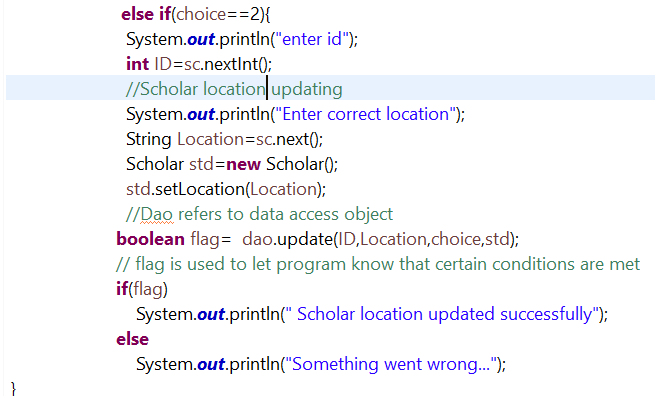 else if(choice==2){
System.out.println("enter id");
int ID=sc.nextInt();
//Scholar location updating
System.out.println("Enter correct location");
String Location=sc.next();
Scholar std=new Scholar();
std.setLocation(Location);
//Dao refers to data access object
boolean flag=  dao.update(ID,Location,choice,std);
// flag is used to let program know that certain conditions are met
if(flag)
System.out.println(" Scholar location updated successfully");
else
System.out.println("Something went wrong...");
}